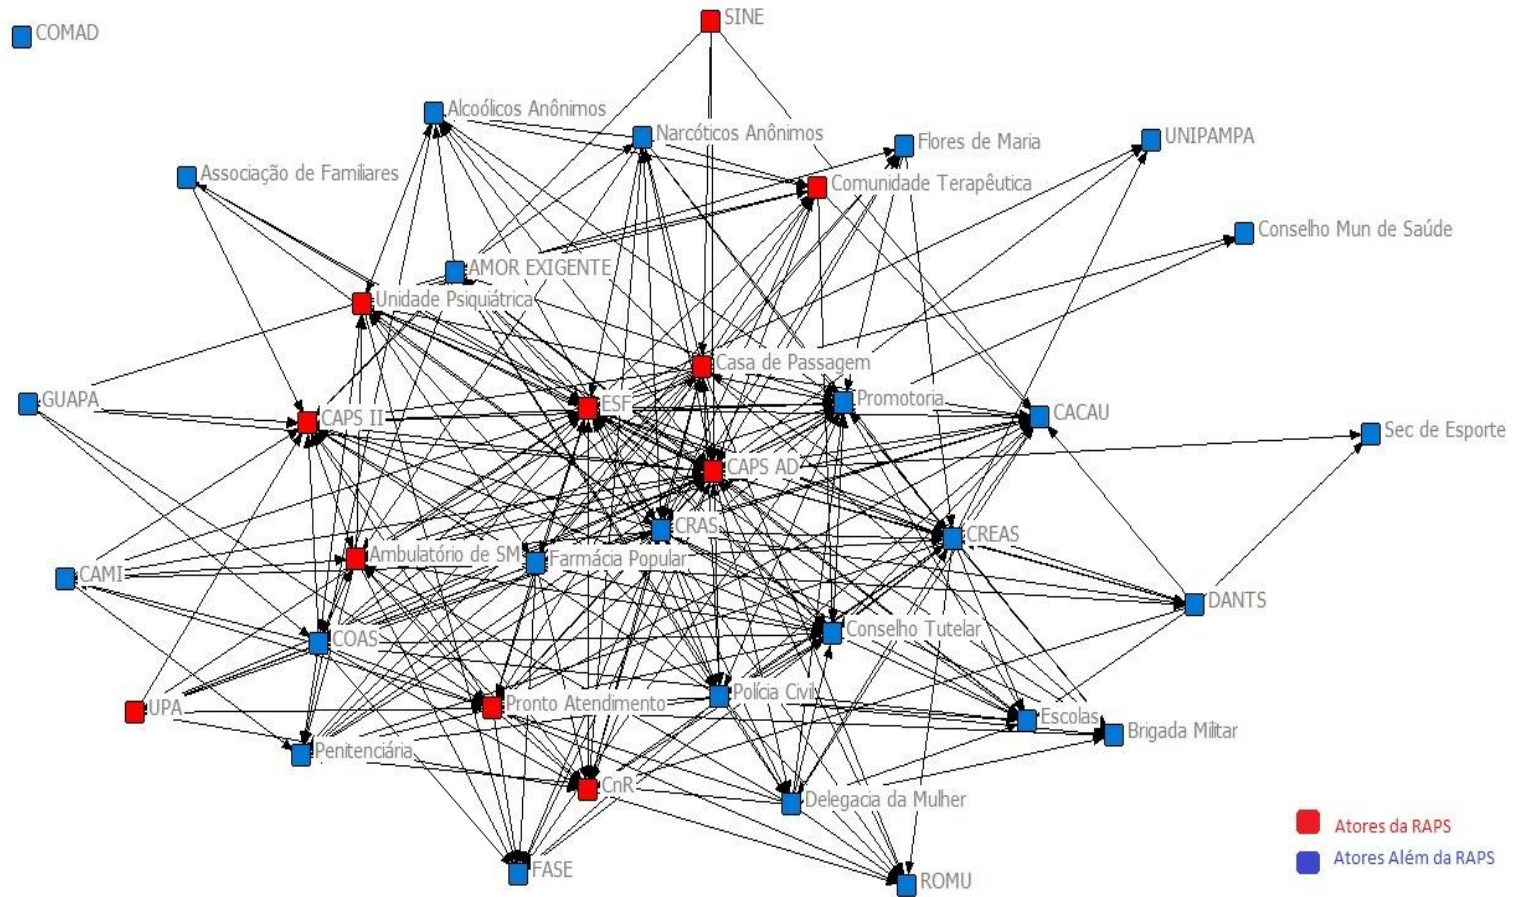 SINE
COMAD
Alcoólicos Anônimos
Narcóticos Anônimos
Flores de Maria
UNIPAMPA
Associação de Familiares
Comunidade Terapêutica
Conselho Mun de Saúde
AMOR EXIGENTE
Unidade Psiquiátrica
Casa de Passagem
GUAPA
CAPS II
ESF
Promotoria
CACAU
Sec de Esporte
CAPS AD
CRAS
CREAS
Ambulatório de SM
Farmácia Popular
CAMI
DANTS
COAS
Conselho Tutelar
UPA
Pronto Atendimento
Polícia Civil
Escolas
Brigada Militar
Penitenciária
CnR
Delegacia da Mulher
Atores da RAPS
Atores Além da RAPS
FASE
ROMU